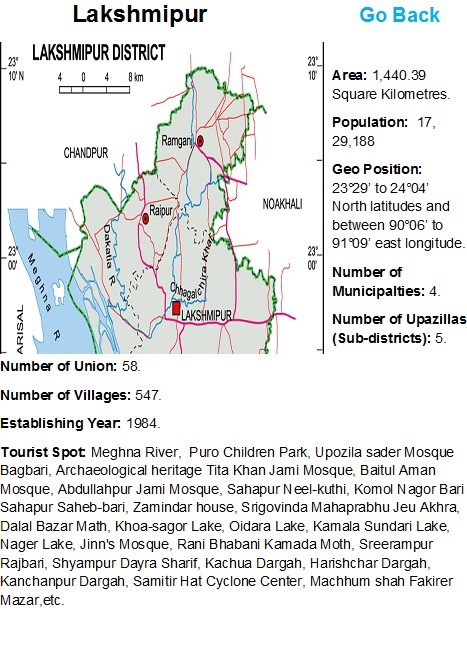 Lakshmipur
Go Back
LAKSHMIPUR DISTRICT
4 0 4 8 km
23°
10' N
23°
10'
Ramganj
CHANDPUR
Raipur
NOAKHALI
Dakatia R
Meghna R
Chhagal chira Khal
23°
00'
23°
00'
LAKSHMIPUR
ARISAL
Area: 1,440.39
Square Kilometres.
Population: 17,
29,188
Geo Position:
23°29’ to 24°04’
North latitudes and
between 90°06’ to
91°09’ east longitude.
Number of
Municipalties: 4.
Number of Upazillas
(Sub-districts): 5.
Number of Union: 58.
Number of Villages: 547.
Establishing Year: 1984.
Tourist Spot: Meghna River, Puro Children Park, Upozila sader Mosque
Bagbari, Archaeological heritage Tita Khan Jami Mosque, Baitul Aman
Mosque, Abdullahpur Jami Mosque, Sahapur Neel-kuthi, Komol Nagor Bari
Sahapur Saheb-bari, Zamindar house, Srigovinda Mahaprabhu Jeu Akhra,
Dalal Bazar Math, Khoa-sagor Lake, Oidara Lake, Kamala Sundari Lake,
Nager Lake, Jinn's Mosque, Rani Bhabani Kamada Moth, Sreerampur
Rajbari, Shyampur Dayra Sharif, Kachua Dargah, Harishchar Dargah,
Kanchanpur Dargah, Samitir Hat Cyclone Center, Machhum shah Fakirer
Mazar,etc.